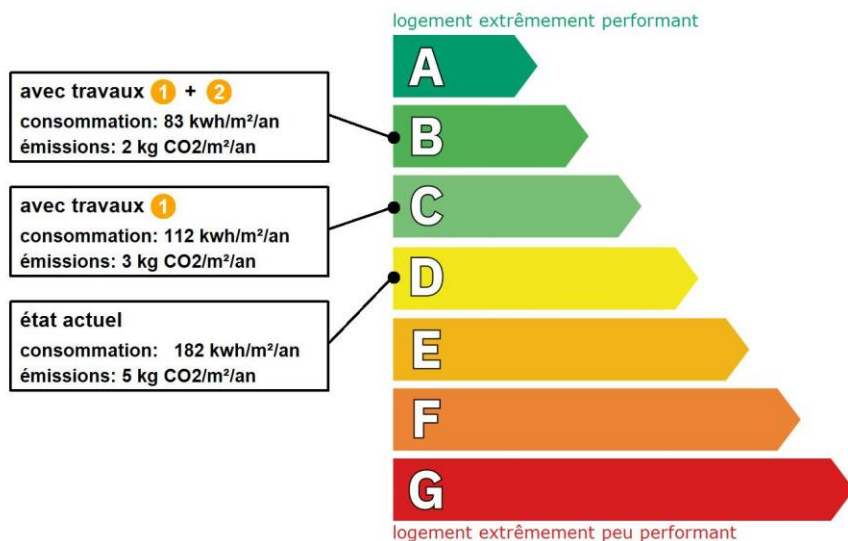 logement extrêmement performant
A
avec travaux 1 + 2
consommation: 83 kwh/m²/an
émissions: 2 kg CO2/m²/an
B
avec travaux 1
consommation: 112 kwh/m²/an
émissions: 3 kg CO2/m²/an
C
D
état actuel
consommation: 182 kwh/m²/an
émissions: 5 kg CO2/m²/an
E
F
G
logement extrêmement peu performant